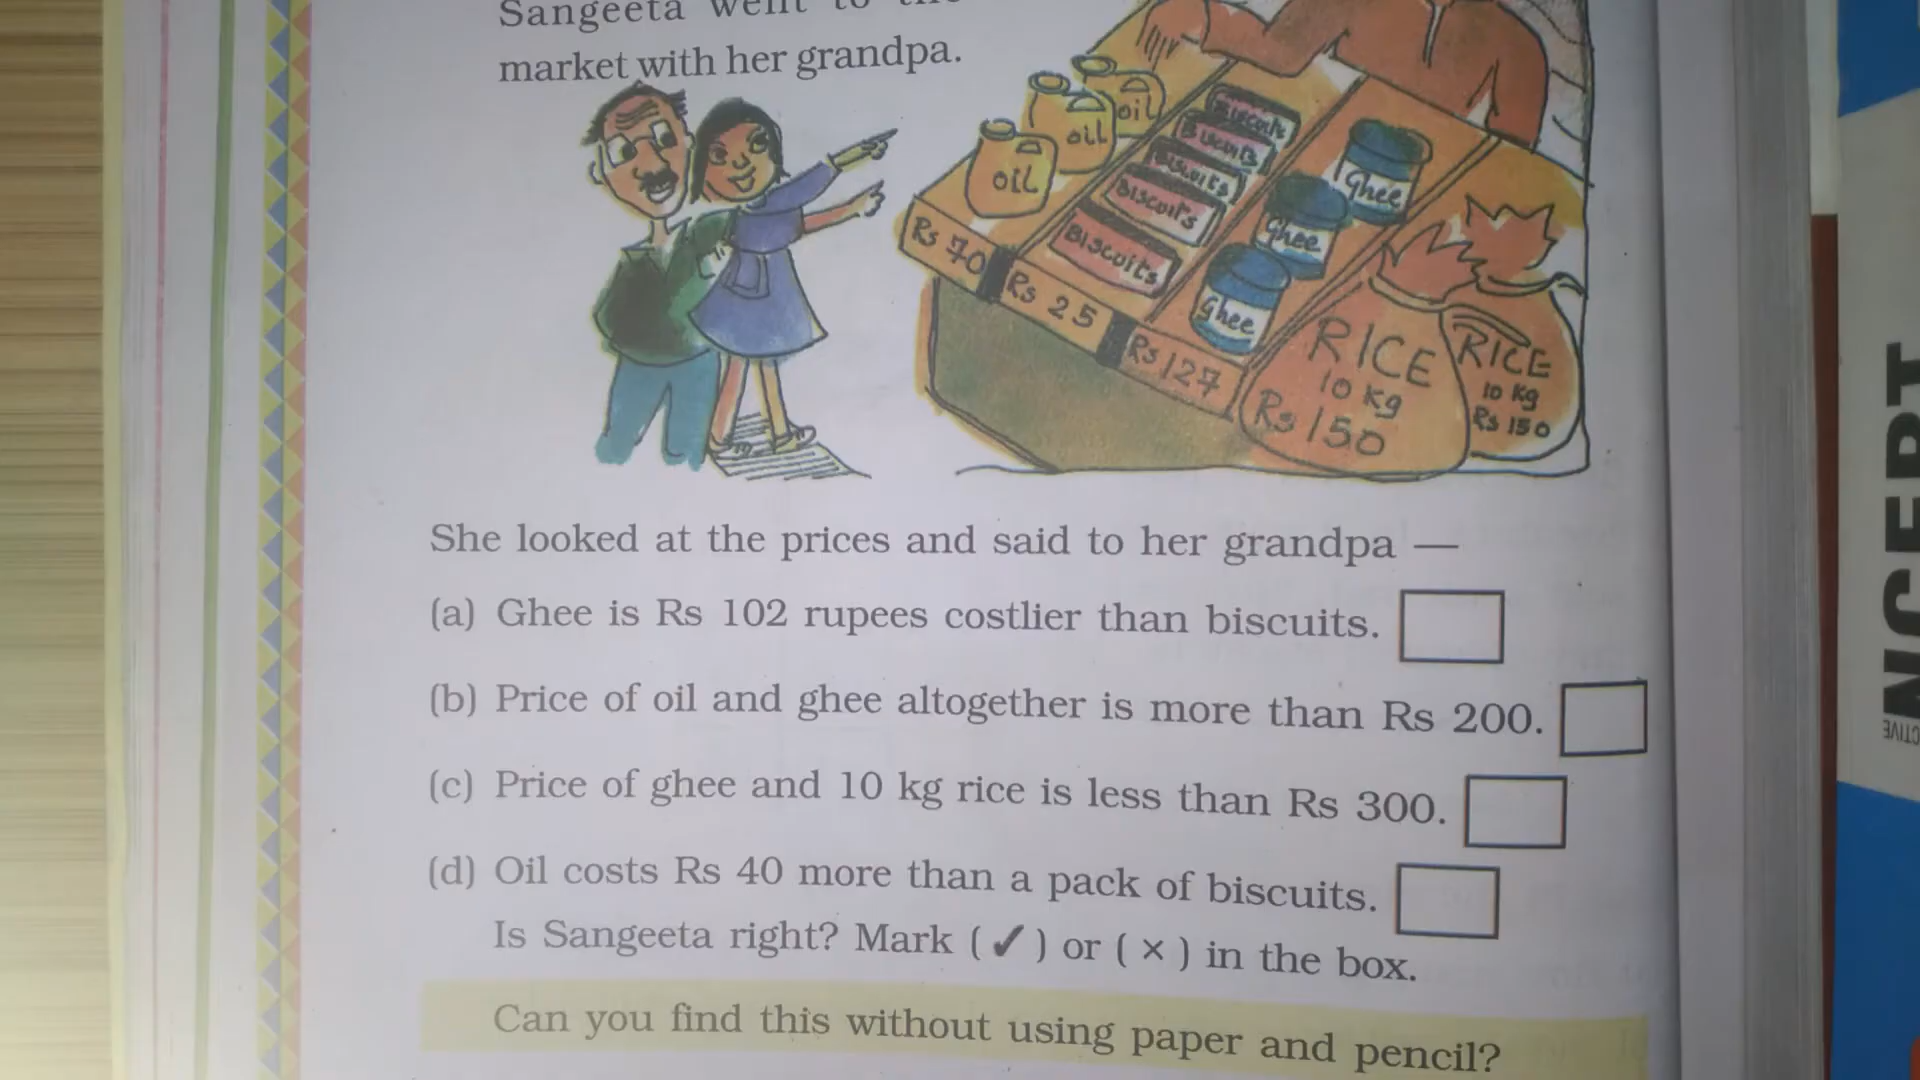 Sangeeta went to the
market with her grandpa.
oil
oil
oil
Biscuits
Biscuits
Biscuits
Biscuits
Biscuits
Ghee
Ghee
Ghee
Rs 70
Rs 25
Rs 127
RICE
10 kg
Rs 150
RICE
10 kg
Rs 150
She looked at the prices and said to her grandpa —
(a) Ghee is Rs 102 rupees costlier than biscuits.
(b) Price of oil and ghee altogether is more than Rs 200.
(c) Price of ghee and 10 kg rice is less than Rs 300.
(d) Oil costs Rs 40 more than a pack of biscuits.
Is Sangeeta right? Mark (✓) or (×) in the box.
Can you find this without using paper and pencil?
NCERT